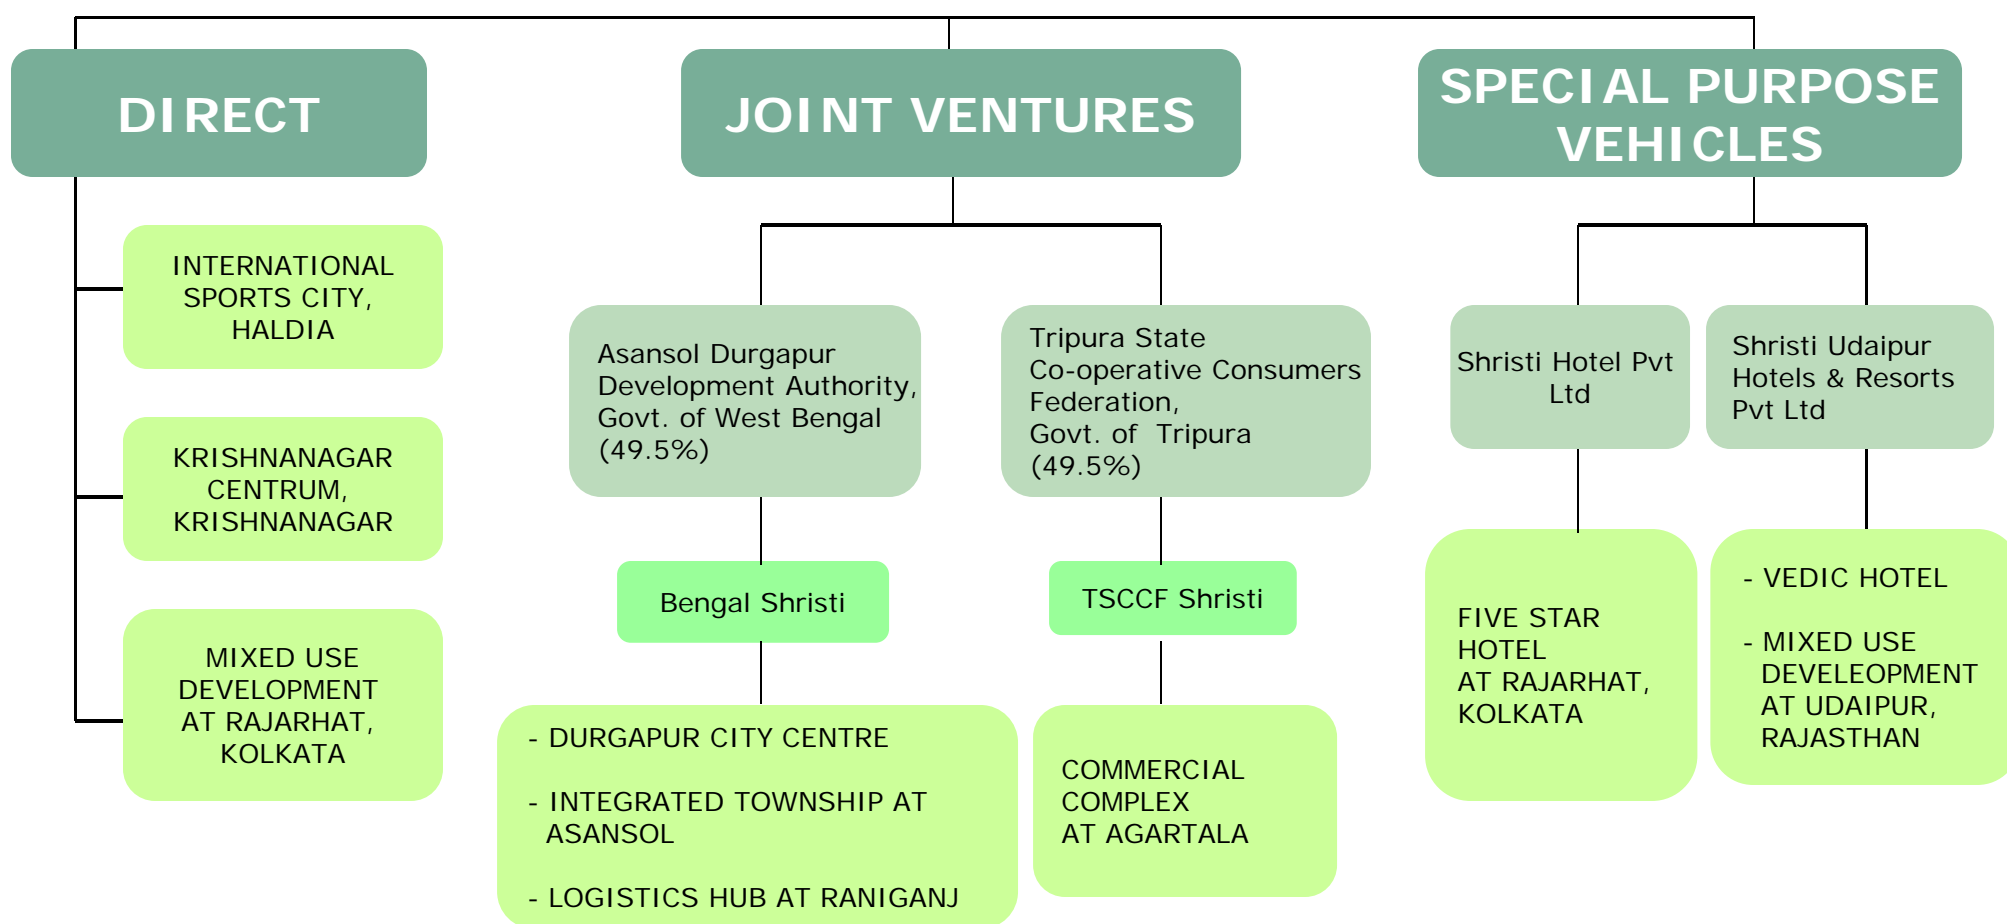 DIRECT
JOINT VENTURES
SPECIAL PURPOSE
VEHICLES
INTERNATIONAL
SPORTS CITY,
HALDIA
KRISHNANAGAR
CENTRUM,
KRISHNANAGAR
MIXED USE
DEVELOPMENT
AT RAJARHAT,
KOLKATA
Asansol Durgapur
Development Authority,
Govt. of West Bengal
(49.5%)
Bengal Shristi
- DURGAPUR CITY CENTRE
- INTEGRATED TOWNSHIP AT
ASANSOL
- LOGISTICS HUB AT RANIGANJ
Tripura State
Co-operative Consumers
Federation,
Govt. of Tripura
(49.5%)
TSCCF Shristi
COMMERCIAL
COMPLEX
AT AGARTALA
Shristi Hotel Pvt
Ltd
FIVE STAR
HOTEL
AT RAJARHAT,
KOLKATA
Shristi Udaipur
Hotels & Resorts
Pvt Ltd
- VEDIC HOTEL
- MIXED USE
DEVELEOPMENT
AT UDAIPUR,
RAJASTHAN